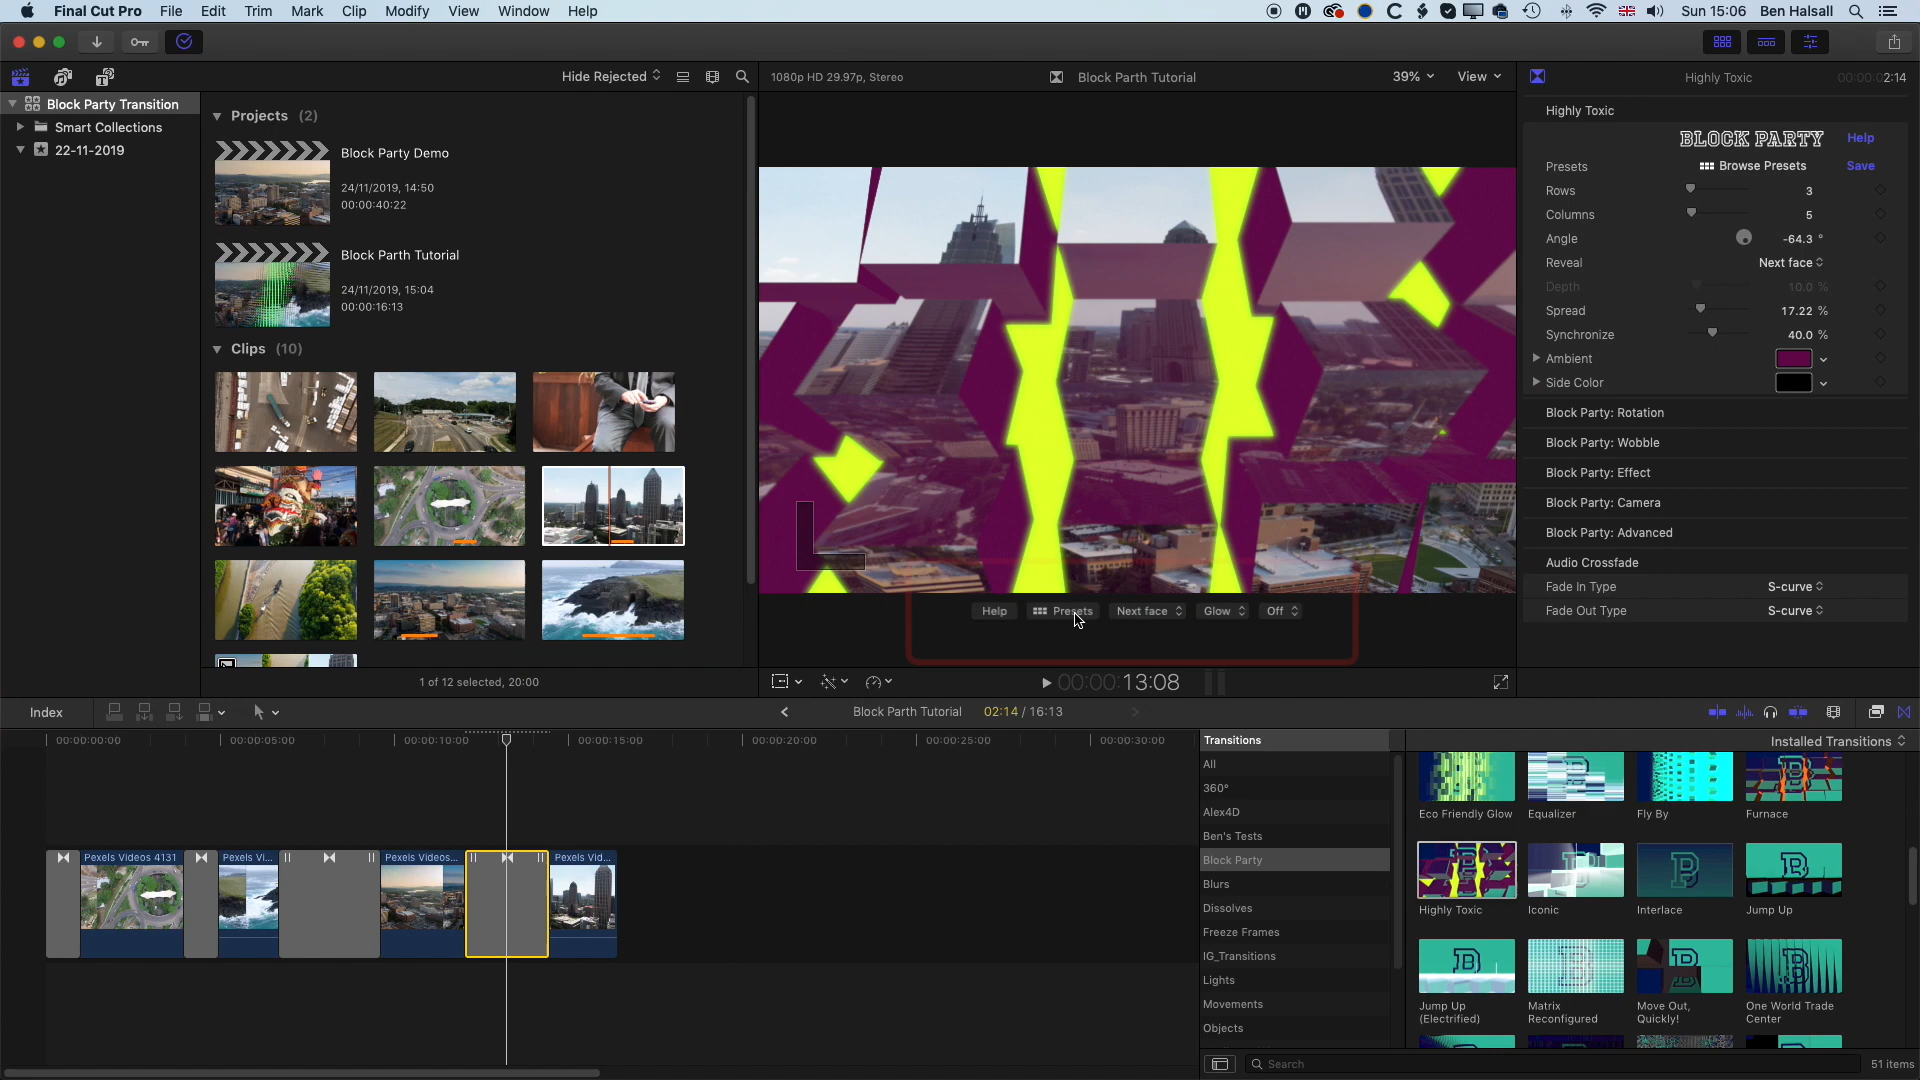 Final Cut Pro File Edit Trim Mark Clip Modify View Window Help Sun 15:06 Ben Halsall
Hide Rejected 1080p HD 29.97p, Stereo Block Parth Tutorial 39% View Highly Toxic 00:00:02:14
Block Party Transition
Smart Collections
22-11-2019
Projects (2)
Block Party Demo
24/11/2019, 14:50
00:00:40:22
Block Parth Tutorial
24/11/2019, 15:04
00:00:16:13
Clips (10)
1 of 12 selected, 20:00
Help Presets Next face Glow Off
00:00:13:08
Highly Toxic
BLOCK PARTY Help
Presets Browse Presets Save
Rows 3
Columns 5
Angle -64.3 °
Reveal Next face
Depth 10.0 %
Spread 17.22 %
Synchronize 40.0 %
Ambient
Side Color
Block Party: Rotation
Block Party: Wobble
Block Party: Effect
Block Party: Camera
Block Party: Advanced
Audio Crossfade
Fade In Type S-curve
Fade Out Type S-curve
Index Block Parth Tutorial 02:14 / 16:13
00:00:00:00 00:00:05:00 00:00:10:00 00:00:15:00 00:00:20:00 00:00:25:00 00:00:30:00
Pexels Videos 4131 Pexels Vi... Pexels Videos... Pexels Vid...
Transitions
Installed Transitions
All
360°
Alex4D
Ben's Tests
Block Party
Blurs
Dissolves
Freeze Frames
IG_Transitions
Lights
Movements
Objects
Eco Friendly Glow Equalizer Fly By Furnace
Highly Toxic Iconic Interlace Jump Up
Jump Up (Electrified) Matrix Reconfigured Move Out, Quickly! One World Trade Center
Search
51 items